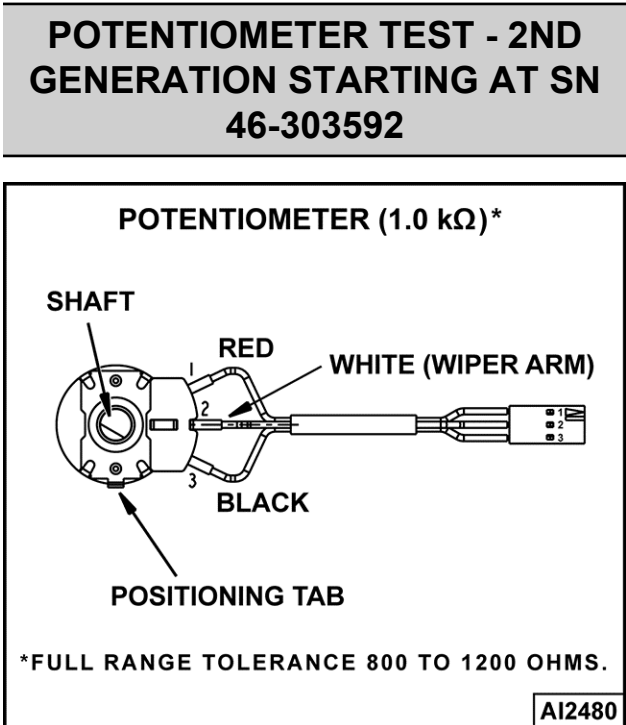 POTENTIOMETER TEST - 2ND
GENERATION STARTING AT SN
46-303592
POTENTIOMETER (1.0 kΩ)*
SHAFT
1
RED
WHITE (WIPER ARM)
2
1
2
3
3
BLACK
POSITIONING TAB
*FULL RANGE TOLERANCE 800 TO 1200 OHMS.
AI2480